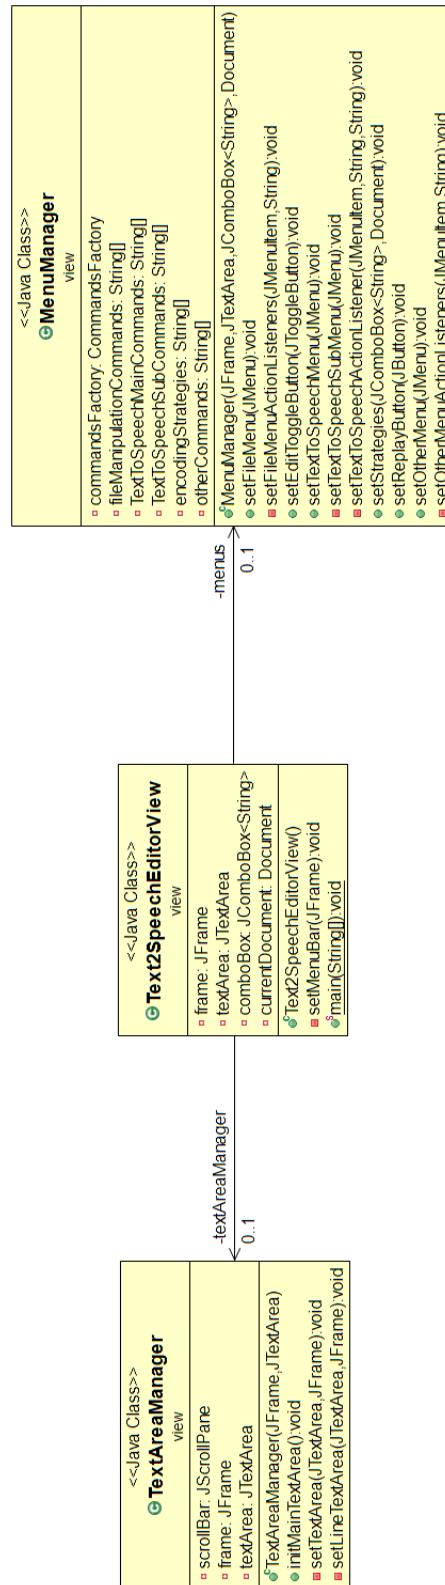 <<Java Class>>
TextAreaManager
view
scrollBar: JScrollPane
frame: JFrame
textArea: JTextArea
TextAreaManager(JFrame,JTextArea)
initMainTextArea():void
setTextArea(JTextArea,JFrame):void
setLineTextArea(JTextArea,JFrame):void
-textAreaManager
0..1
<<Java Class>>
Text2SpeechEditorView
view
frame: JFrame
textArea: JTextArea
comboBox: JComboBox<String>
currentDocument: Document
Text2SpeechEditorView()
setMenuBar(JFrame):void
main(String[]):void
-menus
0..1
<<Java Class>>
MenuManager
view
commandsFactory: CommandsFactory
fileManipulationCommands: String[]
TextToSpeechMainCommands: String[]
TextToSpeechSubCommands: String[]
encodingStrategies: String[]
otherCommands: String[]
MenuManager(JFrame,JTextArea,JComboBox<String>,Document)
setFileMenu(JMenu):void
setFileMenuActionListeners(JMenuItem,String):void
setEditToggleButton(JToggleButton):void
setTextToSpeechMenu(JMenu):void
setTextToSpeechSubMenu(JMenu):void
setTextToSpeechActionListener(JMenuItem,String,String):void
setStrategies(JComboBox<String>,Document):void
setReplayButton(JButton):void
setOtherMenu(JMenu):void
setOtherMenuActionListeners(JMenuItem,String):void